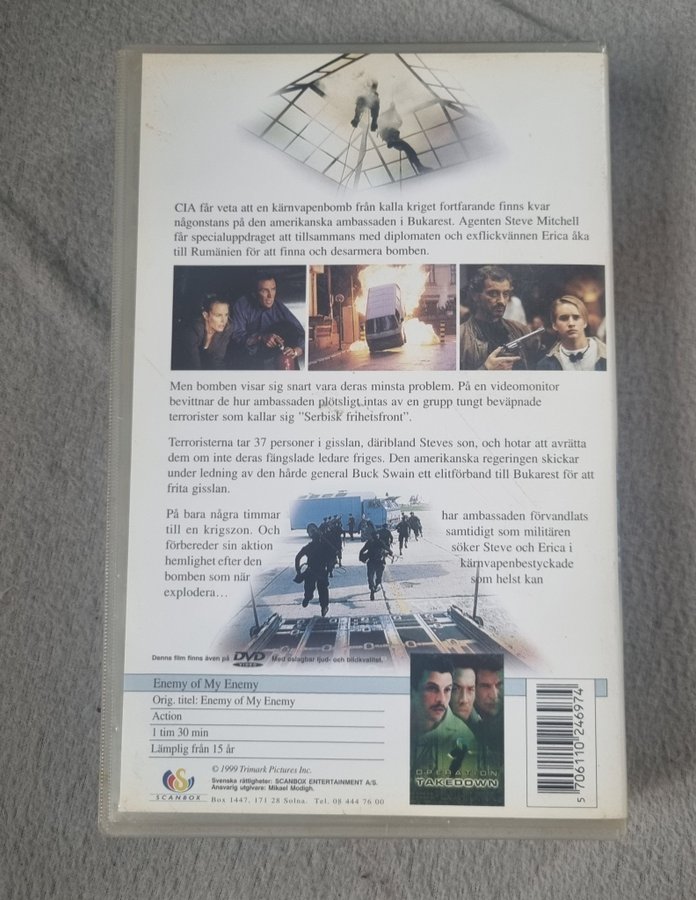 CIA får veta att en kärnvapenbomb från kalla kriget fortfarande finns kvar
någonstans på den amerikanska ambassaden i Bukarest. Agenten Steve Mitchell
får specialuppdraget att tillsammans med diplomaten och exflickvännen Erica åka
till Rumänien för att finna och desarmera bomben.
Men bomben visar sig snart vara deras minsta problem. På en videomonitor
bevittnar de hur ambassaden plötsligt intas av en grupp tungt beväpnade
terrorister som kallar sig "Serbisk frihetsfront".
Terroristerna tar 37 personer i gisslan, däribland Steves son, och hotar att avrätta
dem om inte deras fängslade ledare friges. Den amerikanska regeringen skickar
under ledning av den hårde general Buck Swain ett elitförband till Bukarest för att
frita gisslan.
På bara några timmar har ambassaden förvandlats
till en krigszon. Och samtidigt som militären
förbereder sin aktion söker Steve och Erica i
hemlighet efter den kärnvapenbestyckade
bomben som när som helst kan
explodera...
Denna film finns även på DVD VIDEO Med oslagbar ljud- och bildkvalitet.
Enemy of My Enemy
Orig. titel: Enemy of My Enemy
Action
1 tim 30 min
Lämplig från 15 år
© 1999 Trimark Pictures Inc.
Svenska rättigheter: SCANBOX ENTERTAINMENT A/S.
Ansvarig utgivare: Mikael Modigh.
Box 1447, 171 28 Solna. Tel. 08 444 76 00
SCANBOX
OPERATION
TAKEDOWN
5 706110 246974